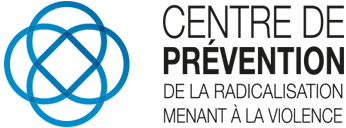 CENTRE DE
PRÉVENTION
DE LA RADICALISATION
MENANT À LA VIOLENCE